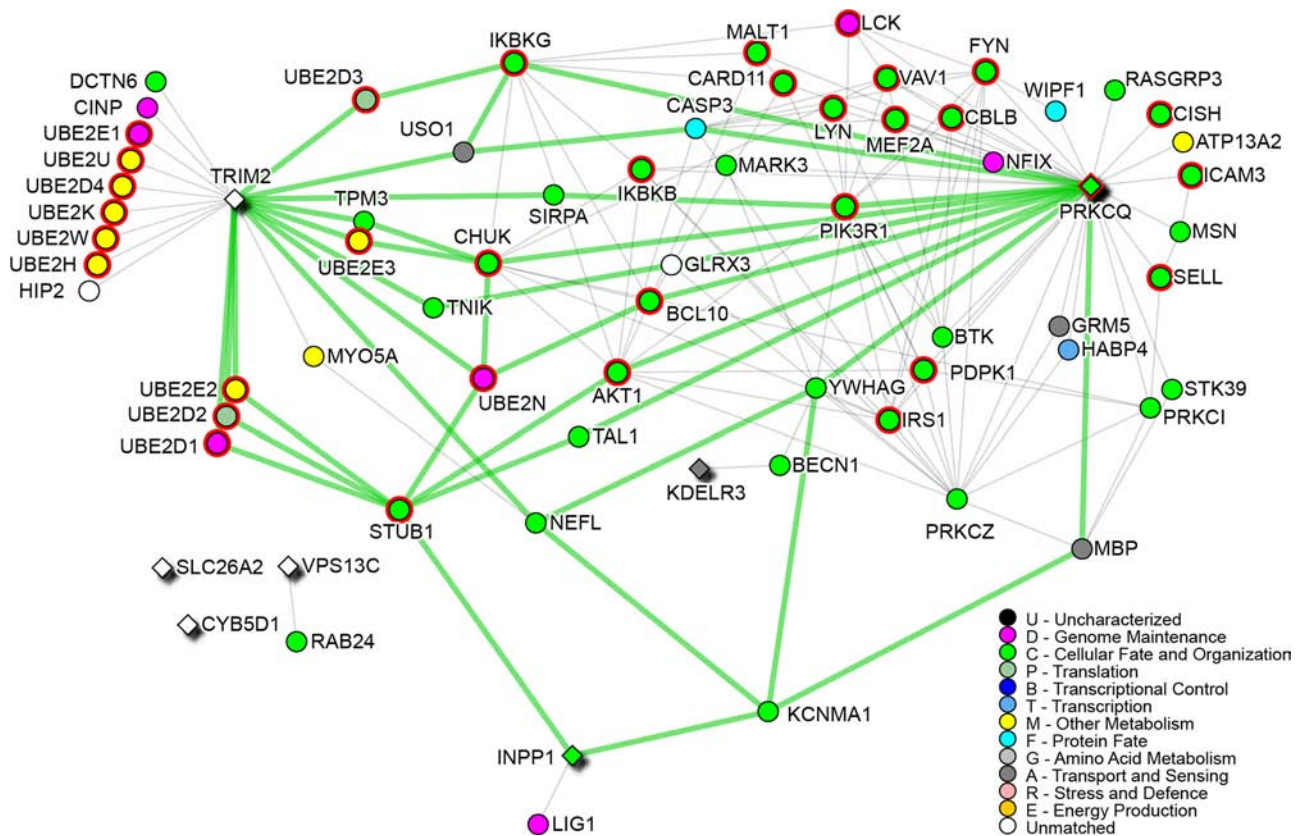 LCK
MALT1
IKBKG
FYN
DCTN6
UBE2D3
CARD11
VAV1
WIPF1
RASGRP3
CINP
CASP3
CISH
UBE2E1
USO1
LYN
CBLB
MEF2A
ATP13A2
UBE2U
TRIM2
MARK3
NFIX
ICAM3
UBE2D4
IKBKB
TPM3
SIRPA
PRKCQ
UBE2K
PIK3R1
MSN
UBE2W
CHUK
UBE2E3
GLRX3
UBE2H
SELL
HIP2
TNIK
BCL10
GRM5
BTK
HABP4
MYO5A
UBE2E2
UBE2N
AKT1
YWHAG
PDPK1
STK39
UBE2D2
PRKCI
IRS1
UBE2D1
TAL1
BECN1
KDELR3
STUB1
NEFL
PRKCZ
MBP
SLC26A2
VPS13C
CYB5D1
RAB24
KCNMA1
INPP1
LIG1
U - Uncharacterized
D - Genome Maintenance
C - Cellular Fate and Organization
P - Translation
B - Transcriptional Control
T - Transcription
M - Other Metabolism
F - Protein Fate
G - Amino Acid Metabolism
A - Transport and Sensing
R - Stress and Defence
E - Energy Production
Unmatched